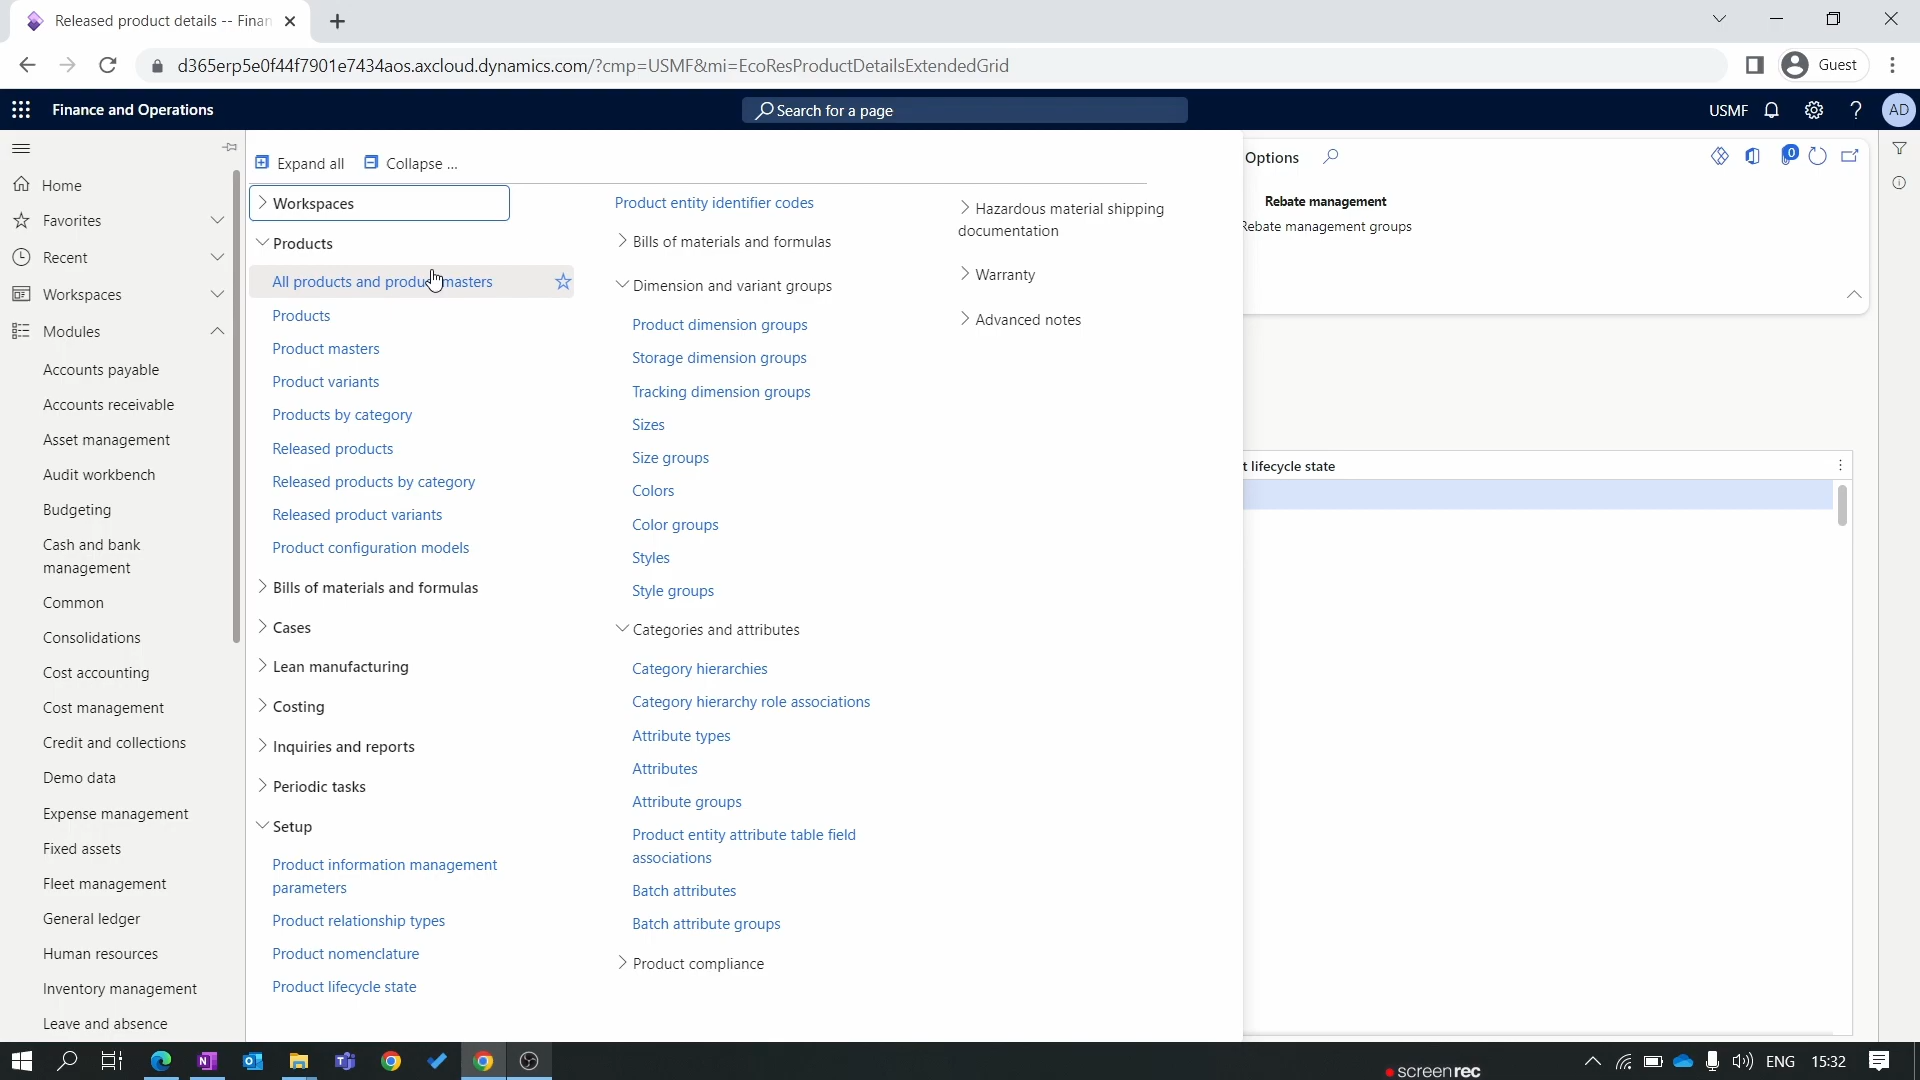 Released product details -- Finan
d365erp5e0f44f7901e7434aos.axcloud.dynamics.com/?cmp=USMF&mi=EcoResProductDetailsExtendedGrid
Guest
Finance and Operations
Search for a page
USMF
AD
Home
Favorites
Recent
Workspaces
Modules
Accounts payable
Accounts receivable
Asset management
Audit workbench
Budgeting
Cash and bank
management
Common
Consolidations
Cost accounting
Cost management
Credit and collections
Demo data
Expense management
Fixed assets
Fleet management
General ledger
Human resources
Inventory management
Leave and absence
Expand all
Collapse ...
Workspaces
Products
All products and product masters
Products
Product masters
Product variants
Products by category
Released products
Released products by category
Released product variants
Product configuration models
Bills of materials and formulas
Cases
Lean manufacturing
Costing
Inquiries and reports
Periodic tasks
Setup
Product information management
parameters
Product relationship types
Product nomenclature
Product lifecycle state
Product entity identifier codes
Bills of materials and formulas
Dimension and variant groups
Product dimension groups
Storage dimension groups
Tracking dimension groups
Sizes
Size groups
Colors
Color groups
Styles
Style groups
Categories and attributes
Category hierarchies
Category hierarchy role associations
Attribute types
Attributes
Attribute groups
Product entity attribute table field
associations
Batch attributes
Batch attribute groups
Product compliance
Hazardous material shipping
documentation
Warranty
Advanced notes
Options
0
Rebate management
Rebate management groups
t lifecycle state
screenrec
ENG
15:32